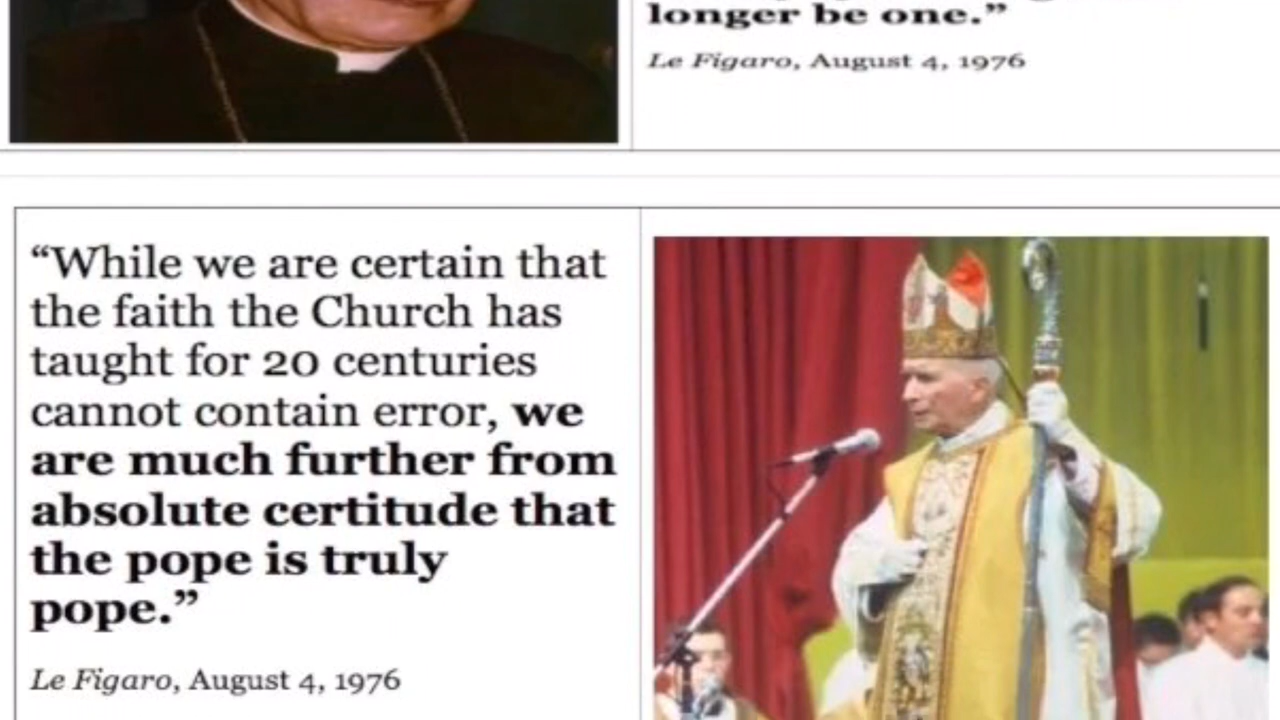 longer be one.”
Le Figaro, August 4, 1976
“While we are certain that
the faith the Church has
taught for 20 centuries
cannot contain error, we
are much further from
absolute certitude that
the pope is truly
pope.”
Le Figaro, August 4, 1976